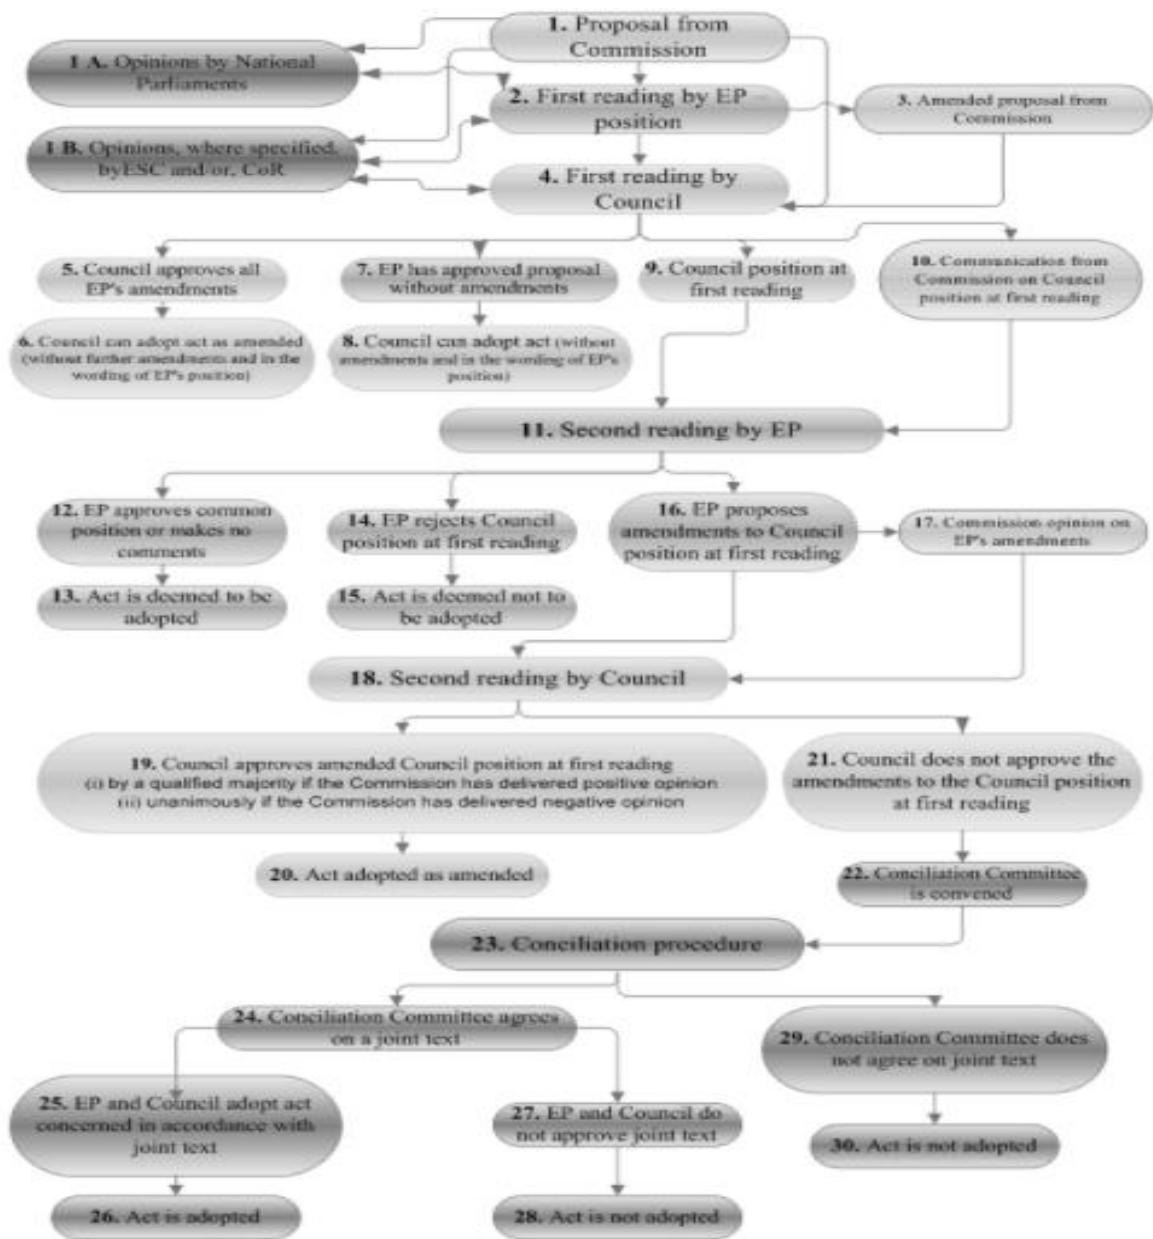 1. Proposal from
Commission
1 A. Opinions by National
Parliaments
2. First reading by EP –
position
3. Amended proposal from
Commission
1 B. Opinions, where specified,
byESC and/or, CoR
4. First reading by
Council
5. Council approves all
EP's amendments
7. EP has approved proposal
without amendments
9. Council position at
first reading
10. Communication from
Commission on Council
position at first reading
6. Council can adopt act as amended
(without further amendments and in the
wording of EP's position)
8. Council can adopt act (without
amendments and in the wording of EP's
position)
11. Second reading by EP
12. EP approves common
position or makes no
comments
14. EP rejects Council
position at first reading
16. EP proposes
amendments to Council
position at first reading
17. Commission opinion on
EP's amendments
13. Act is deemed to be
adopted
15. Act is deemed not to
be adopted
18. Second reading by Council
19. Council approves amended Council position at first reading
(i) by a qualified majority if the Commission has delivered positive opinion
(ii) unanimously if the Commission has delivered negative opinion
21. Council does not approve the
amendments to the Council position
at first reading
20. Act adopted as amended
22. Conciliation Committee
is convened
23. Conciliation procedure
24. Conciliation Committee agrees
on a joint text
29. Conciliation Committee does
not agree on joint text
25. EP and Council adopt act
concerned in accordance with
joint text
27. EP and Council do
not approve joint text
30. Act is not adopted
26. Act is adopted
28. Act is not adopted